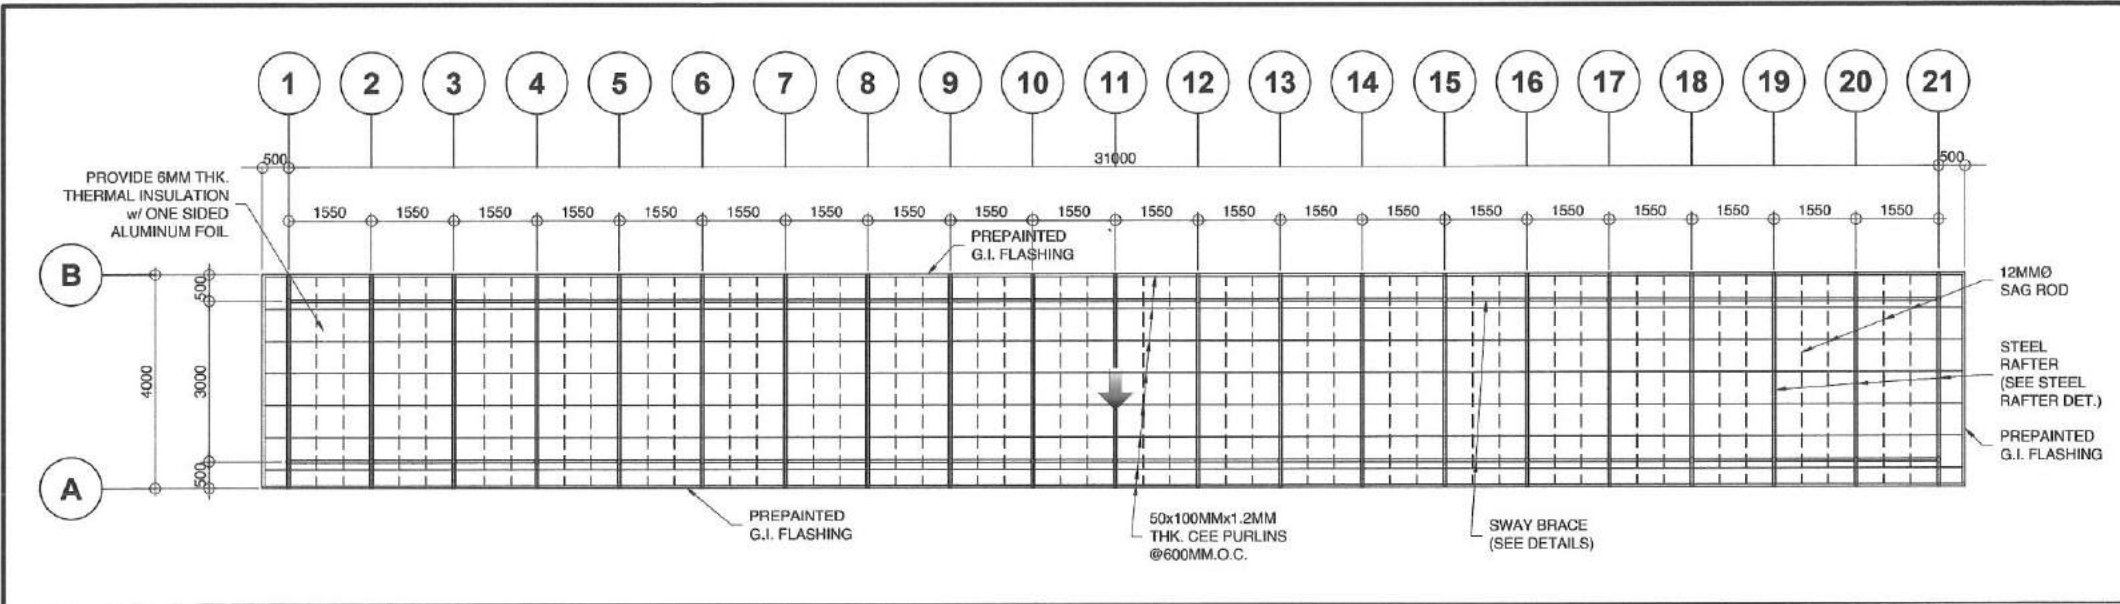 1 2 3 4 5 6 7 8 9 10 11 12 13 14 15 16 17 18 19 20 21
500 31000 500
PROVIDE 6MM THK.
THERMAL INSULATION
w/ ONE SIDED
ALUMINUM FOIL
1550 1550 1550 1550 1550 1550 1550 1550 1550 1550 1550 1550 1550 1550 1550 1550 1550 1550 1550 1550
PREPAINTED
G.I. FLASHING
B
500
4000
3000
500
A
12MMØ
SAG ROD
STEEL
RAFTER
(SEE STEEL
RAFTER DET.)
PREPAINTED
G.I. FLASHING
PREPAINTED
G.I. FLASHING
50x100MMx1.2MM
THK. CEE PURLINS
@600MM.O.C.
SWAY BRACE
(SEE DETAILS)